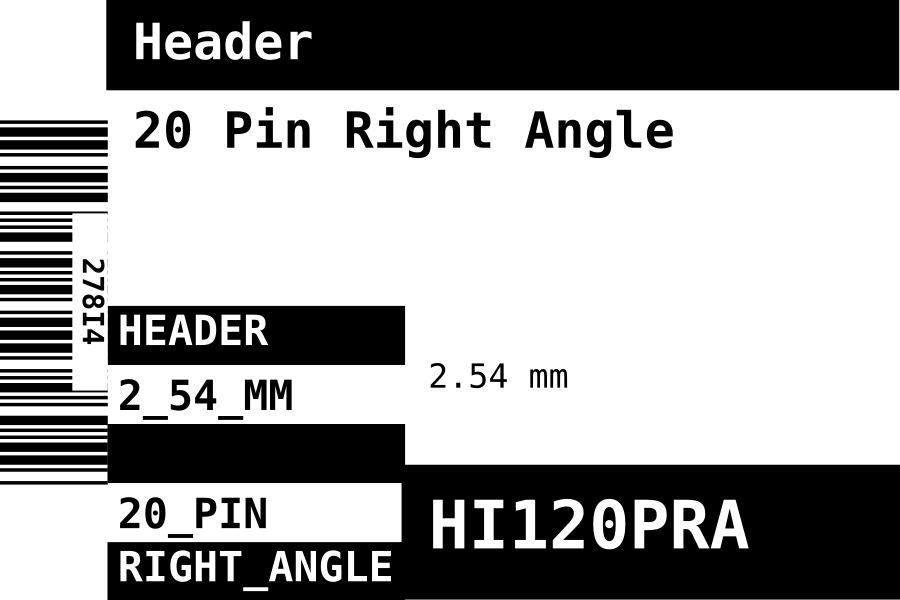 Header
20 Pin Right Angle
278I4
HEADER
2_54_MM
2.54 mm
20_PIN
RIGHT_ANGLE
HI120PRA